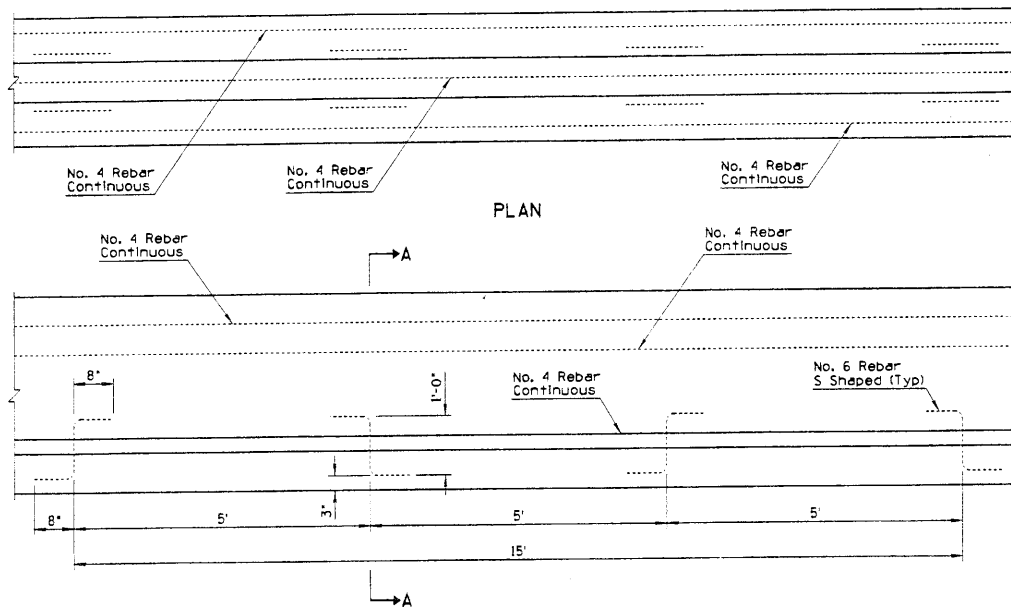 No. 4 Rebar
Continuous
No. 4 Rebar
Continuous
No. 4 Rebar
Continuous
PLAN
No. 4 Rebar
Continuous
A
No. 4 Rebar
Continuous
8"
1'-0"
No. 4 Rebar
Continuous
No. 6 Rebar
S Shaped (Typ)
8"
5'
3"
5'
5'
15'
A